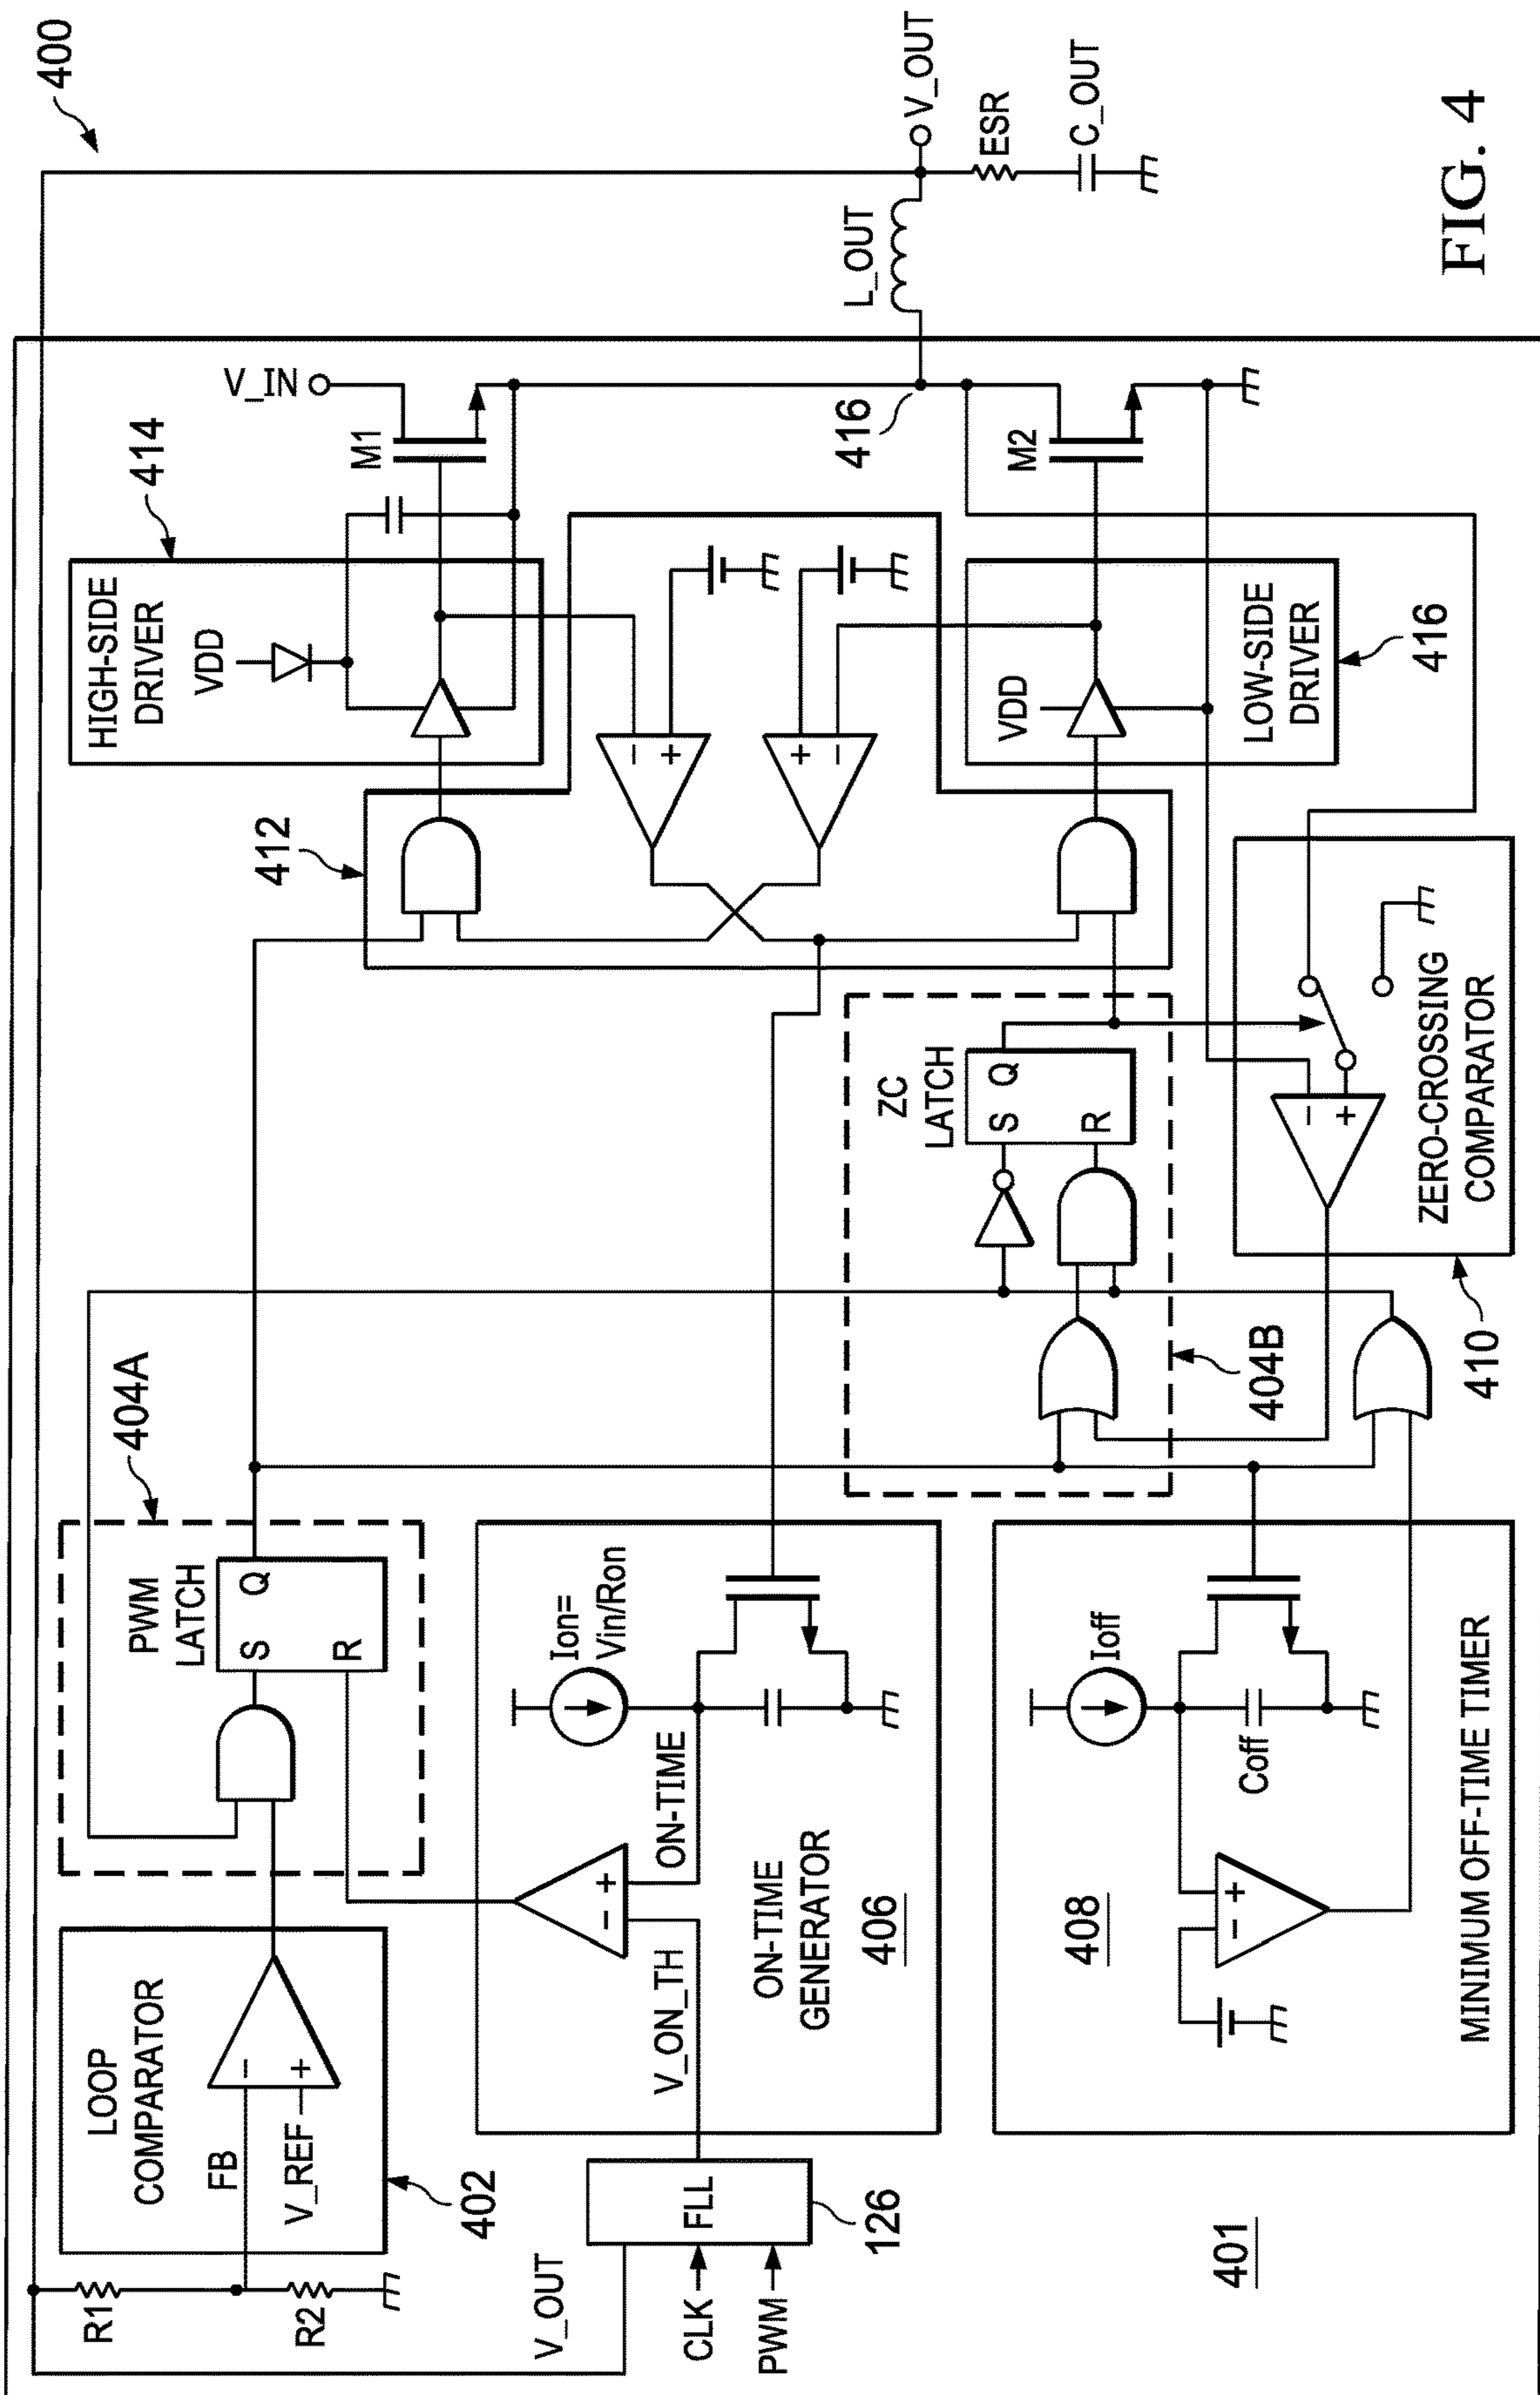 400
V_IN
414
HIGH-SIDE
DRIVER
VDD
M1
412
-
+
+
-
416
L_OUT
V_OUT
ESR
C_OUT
M2
VDD
LOW-SIDE
DRIVER
416
404A
PWM
LATCH
S
Q
R
ZC
LATCH
S
Q
R
404B
-
+
ZERO-CROSSING
COMPARATOR
410
LOOP
COMPARATOR
FB
V_REF
-
+
402
R1
R2
V_OUT
CLK
PWM
FLL
126
V_ON_TH
-
+
ON-TIME
Ion=
Vin/Ron
ON-TIME
GENERATOR
406
408
-
+
Ioff
Coff
MINIMUM OFF-TIME TIMER
401
FIG. 4